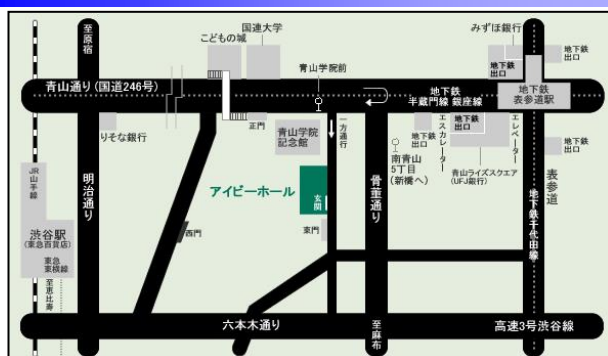 至原宿
こどもの城
国連大学
みずほ銀行
地下鉄
出口
地下鉄
出口
青山学院前
青山通り(国道246号)
地下鉄
半蔵門線 銀座線
地下鉄
表参道駅
りそな銀行
正門
青山学院
記念館
一方通行
地下鉄
出口
エスカレーター
地下鉄
出口
エレベーター
地下鉄
出口
南青山
5丁目
(新橋へ)
青山ライズスクエア
(UFJ銀行)
表参道
JR
山手線
明治通り
アイビーホール
玄関
骨董通り
地下鉄千代田線
渋谷駅
(東急百貨店)
東急
東横線
西門
東門
至恵比寿
六本木通り
至麻布
高速3号渋谷線